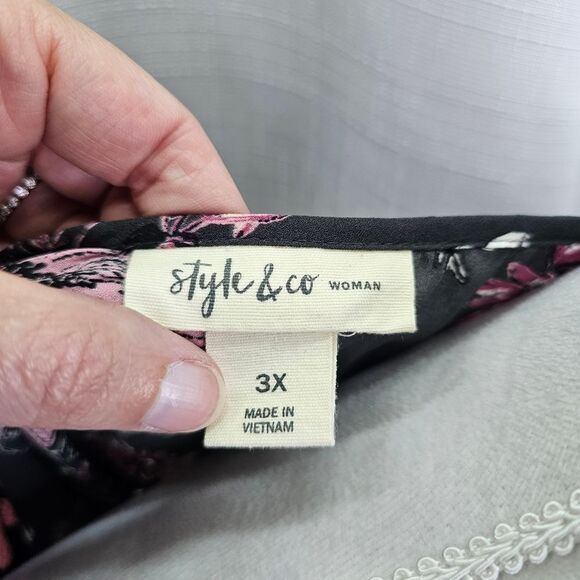 style & co WOMAN
3X
MADE IN
VIETNAM